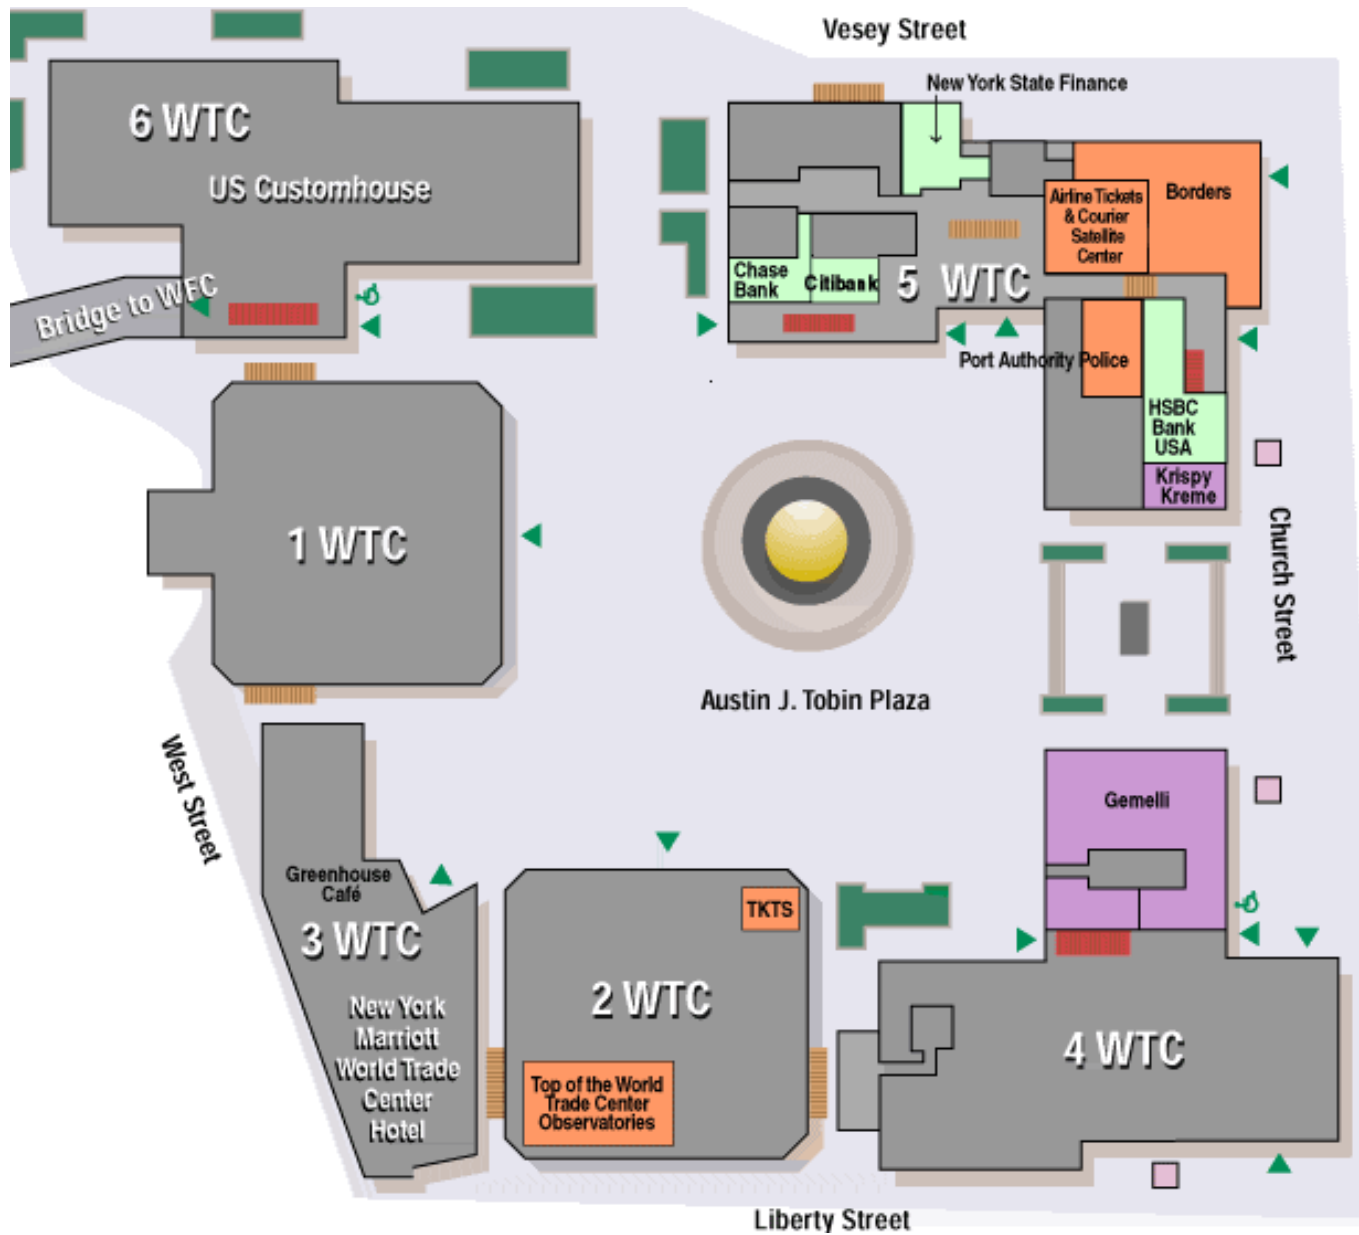 Vesey Street
New York State Finance
6 WTC
US Customhouse
Borders
Airline Tickets
& Courier
Satellite
Center
Chase
Bank
Citibank
5 WTC
Bridge to WFC
Port Authority Police
HSBC
Bank
USA
Krispy
Kreme
1 WTC
Church Street
Austin J. Tobin Plaza
West Street
Gemelli
Greenhouse
Café
TKTS
3 WTC
2 WTC
New York
Marriott
World Trade
Center
Hotel
4 WTC
Top of the World
Trade Center
Observatories
Liberty Street